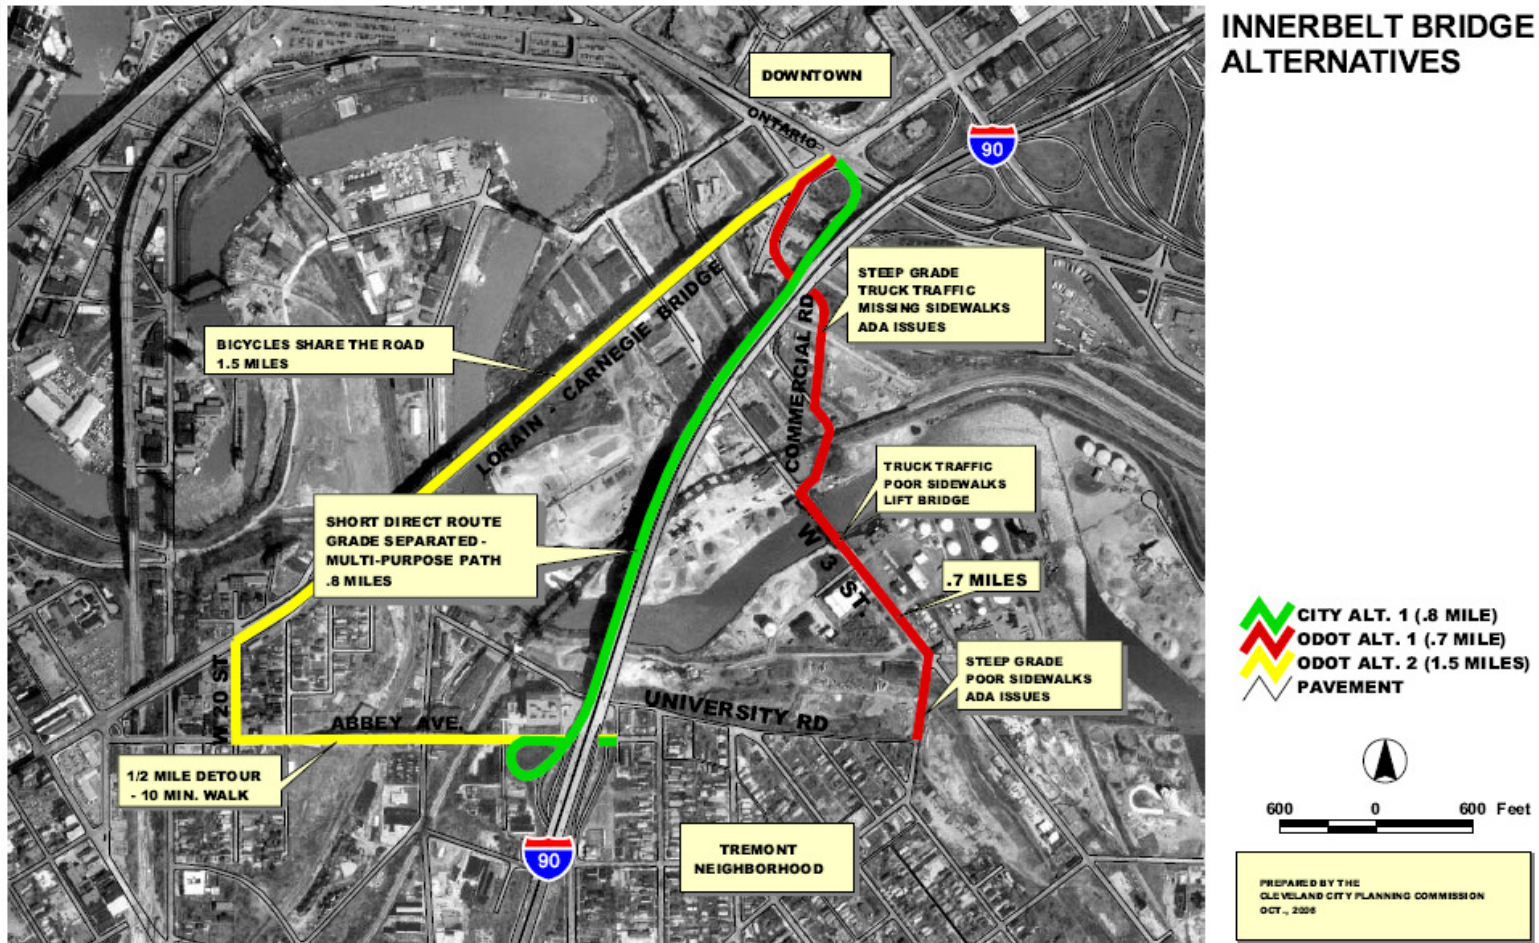 INNERBELT BRIDGE
ALTERNATIVES
DOWNTOWN
ONTARIO
90
STEEP GRADE
TRUCK TRAFFIC
MISSING SIDEWALKS
ADA ISSUES
BICYCLES SHARE THE ROAD
1.5 MILES
LORAIN - CARNEGIE BRIDGE
COMMERCIAL RD
TRUCK TRAFFIC
POOR SIDEWALKS
LIFT BRIDGE
SHORT DIRECT ROUTE
GRADE SEPARATED -
MULTI-PURPOSE PATH
.8 MILES
W 3 ST.
.7 MILES
STEEP GRADE
POOR SIDEWALKS
ADA ISSUES
W 20 ST
ABBEY AVE.
UNIVERSITY RD
1/2 MILE DETOUR
- 10 MIN. WALK
90
TREMONT
NEIGHBORHOOD
CITY ALT. 1 (.8 MILE)
ODOT ALT. 1 (.7 MILE)
ODOT ALT. 2 (1.5 MILES)
PAVEMENT
600 0 600 Feet
PREPARED BY THE
CLEVELAND CITY PLANNING COMMISSION
OCT., 2006